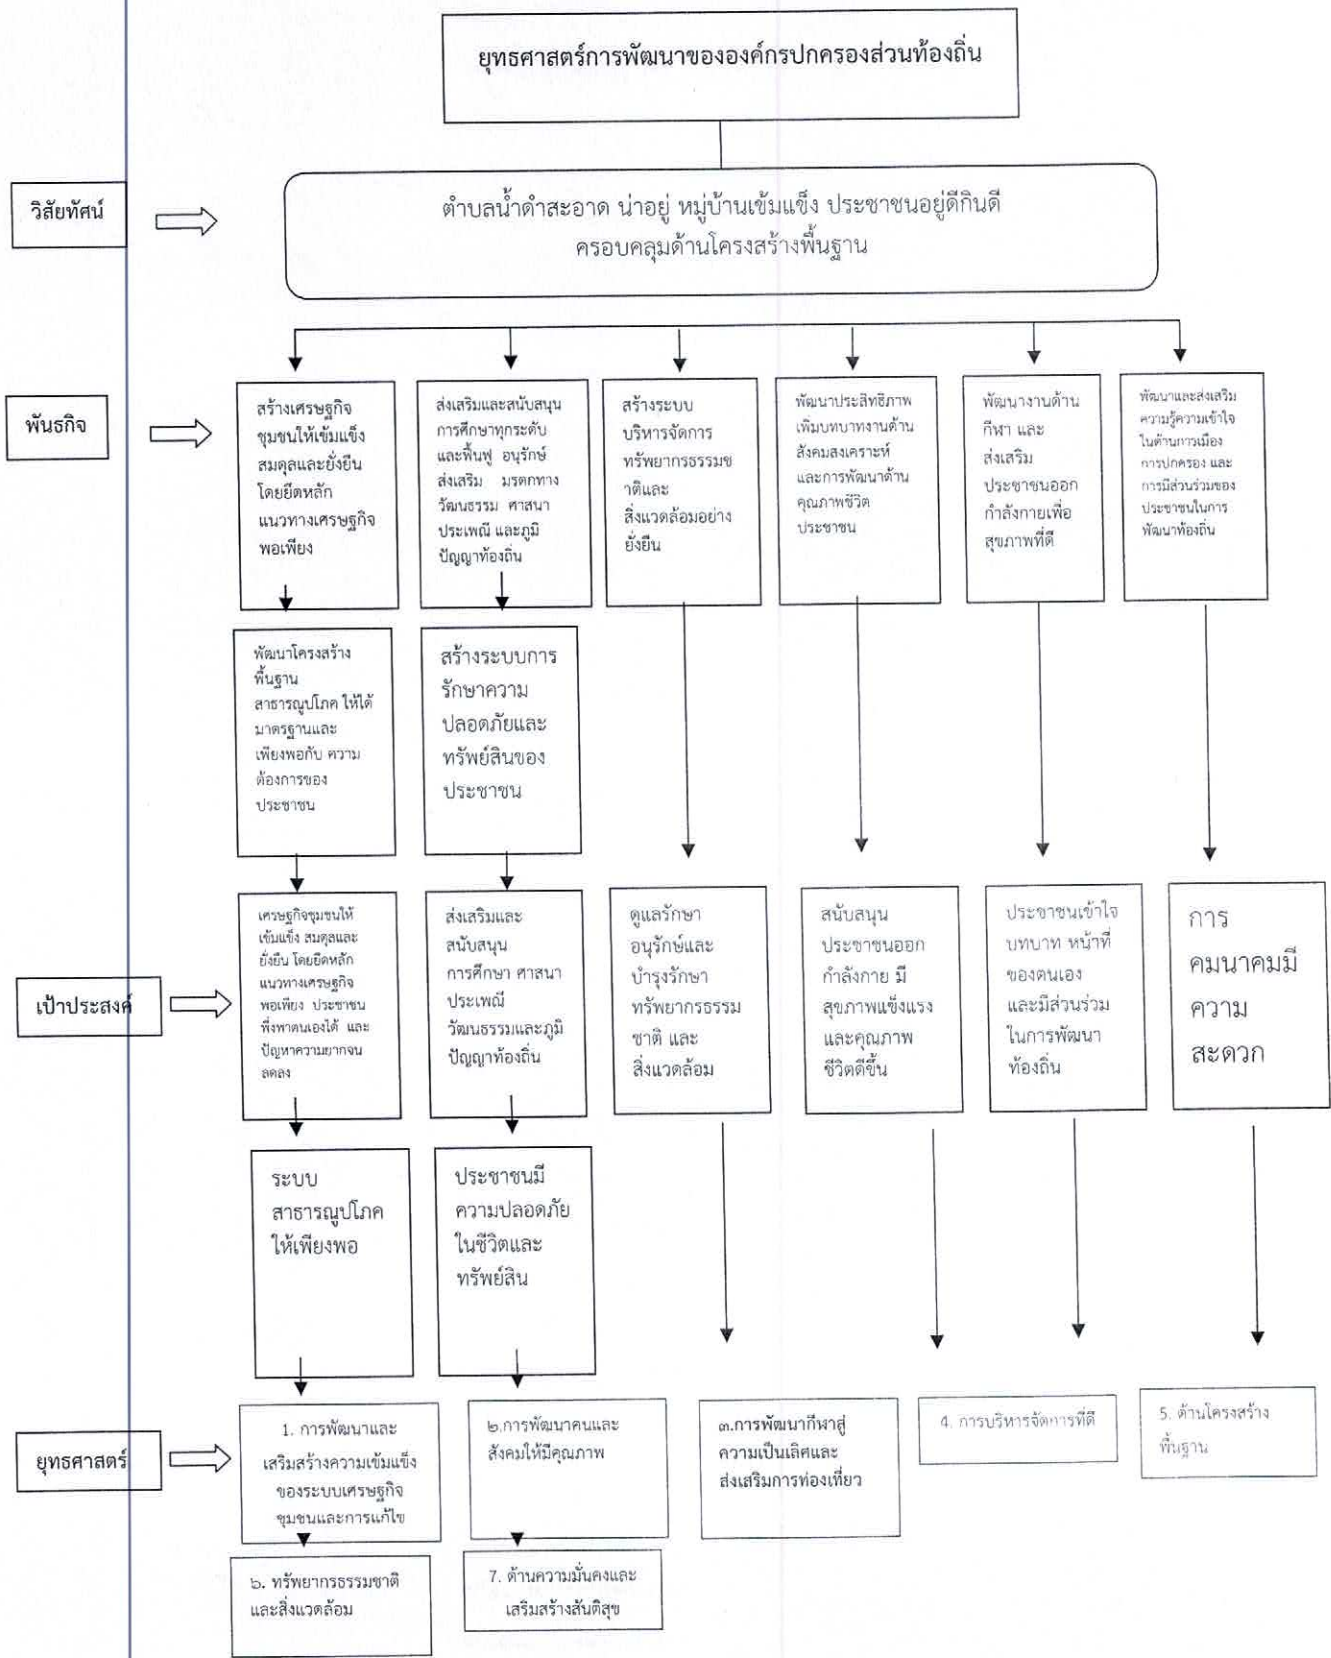 ยุทธศาสตร์การพัฒนาขององค์กรปกครองส่วนท้องถิ่น
วิสัยทัศน์
ตำบลน้ำดำสะอาด น่าอยู่ หมู่บ้านเข้มแข็ง ประชาชนอยู่ดีกินดี
ครอบคลุมด้านโครงสร้างพื้นฐาน
พันธกิจ
สร้างเศรษฐกิจ
ชุมชนให้เข้มแข็ง
สมดุลและยั่งยืน
โดยยึดหลัก
แนวทางเศรษฐกิจ
พอเพียง
ส่งเสริมและสนับสนุน
การศึกษาทุกระดับ
และฟื้นฟู อนุรักษ์
ส่งเสริม มรดกทาง
วัฒนธรรม ศาสนา
ประเพณี และภูมิ
ปัญญาท้องถิ่น
สร้างระบบ
บริหารจัดการ
ทรัพยากรธรรมช
าติและ
สิ่งแวดล้อมอย่าง
ยั่งยืน
พัฒนาประสิทธิภาพ
เพิ่มบทบาทงานด้าน
สังคมสงเคราะห์
และการพัฒนาด้าน
คุณภาพชีวิต
ประชาชน
พัฒนางานด้าน
กีฬา และ
ส่งเสริม
ประชาชนออก
กำลังกายเพื่อ
สุขภาพที่ดี
พัฒนาและส่งเสริม
ความรู้ความเข้าใจ
ในด้านการเมือง
การปกครอง และ
การมีส่วนร่วมของ
ประชาชนในการ
พัฒนาท้องถิ่น
พัฒนาโครงสร้าง
พื้นฐาน
สาธารณูปโภค ให้ได้
มาตรฐานและ
เพียงพอกับ ความ
ต้องการของ
ประชาชน
สร้างระบบการ
รักษาความ
ปลอดภัยและ
ทรัพย์สินของ
ประชาชน
เป้าประสงค์
เศรษฐกิจชุมชนให้
เข้มแข็ง สมดุลและ
ยั่งยืน โดยยึดหลัก
แนวทางเศรษฐกิจ
พอเพียง ประชาชน
พึ่งพาตนเองได้ และ
ปัญหาความยากจน
ลดลง
ส่งเสริมและ
สนับสนุน
การศึกษา ศาสนา
ประเพณี
วัฒนธรรมและภูมิ
ปัญญาท้องถิ่น
ดูแลรักษา
อนุรักษ์และ
บำรุงรักษา
ทรัพยากรธรรม
ชาติ และ
สิ่งแวดล้อม
สนับสนุน
ประชาชนออก
กำลังกาย มี
สุขภาพแข็งแรง
และคุณภาพ
ชีวิตดีขึ้น
ประชาชนเข้าใจ
บทบาท หน้าที่
ของตนเอง
และมีส่วนร่วม
ในการพัฒนา
ท้องถิ่น
การ
คมนาคมมี
ความ
สะดวก
ระบบ
สาธารณูปโภค
ให้เพียงพอ
ประชาชนมี
ความปลอดภัย
ในชีวิตและ
ทรัพย์สิน
ยุทธศาสตร์
1. การพัฒนาและ
เสริมสร้างความเข้มแข็ง
ของระบบเศรษฐกิจ
ชุมชนและการแก้ไข
๒.การพัฒนาคนและ
สังคมให้มีคุณภาพ
๓.การพัฒนากีฬาสู่
ความเป็นเลิศและ
ส่งเสริมการท่องเที่ยว
4. การบริหารจัดการที่ดี
5. ด้านโครงสร้าง
พื้นฐาน
๖. ทรัพยากรธรรมชาติ
และสิ่งแวดล้อม
7. ด้านความมั่นคงและ
เสริมสร้างสันติสุข